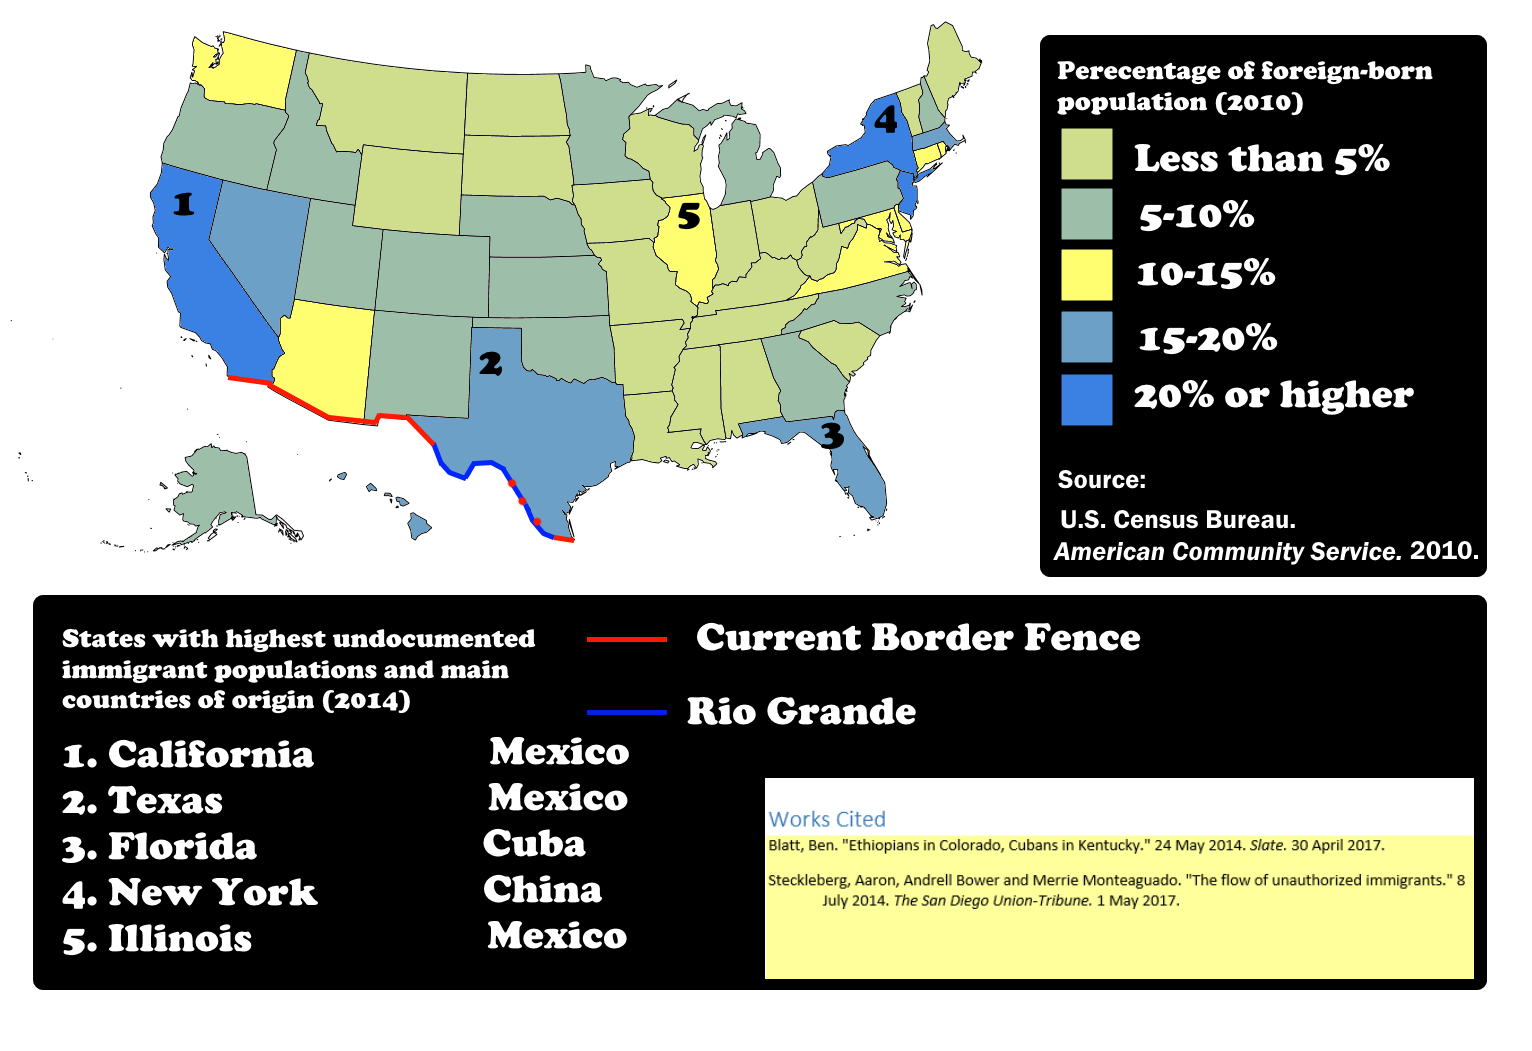 1
2
3
4
5
Perecentage of foreign-born
population (2010)
Less than 5%
5-10%
10-15%
15-20%
20% or higher
Source:
U.S. Census Bureau.
American Community Service. 2010.
States with highest undocumented
immigrant populations and main
countries of origin (2014)
Current Border Fence
Rio Grande
1. California Mexico
2. Texas Mexico
3. Florida Cuba
4. New York China
5. Illinois Mexico
Works Cited
Blatt, Ben. "Ethiopians in Colorado, Cubans in Kentucky." 24 May 2014. Slate. 30 April 2017.
Steckleberg, Aaron, Andrell Bower and Merrie Monteaguado. "The flow of unauthorized immigrants." 8
July 2014. The San Diego Union-Tribune. 1 May 2017.